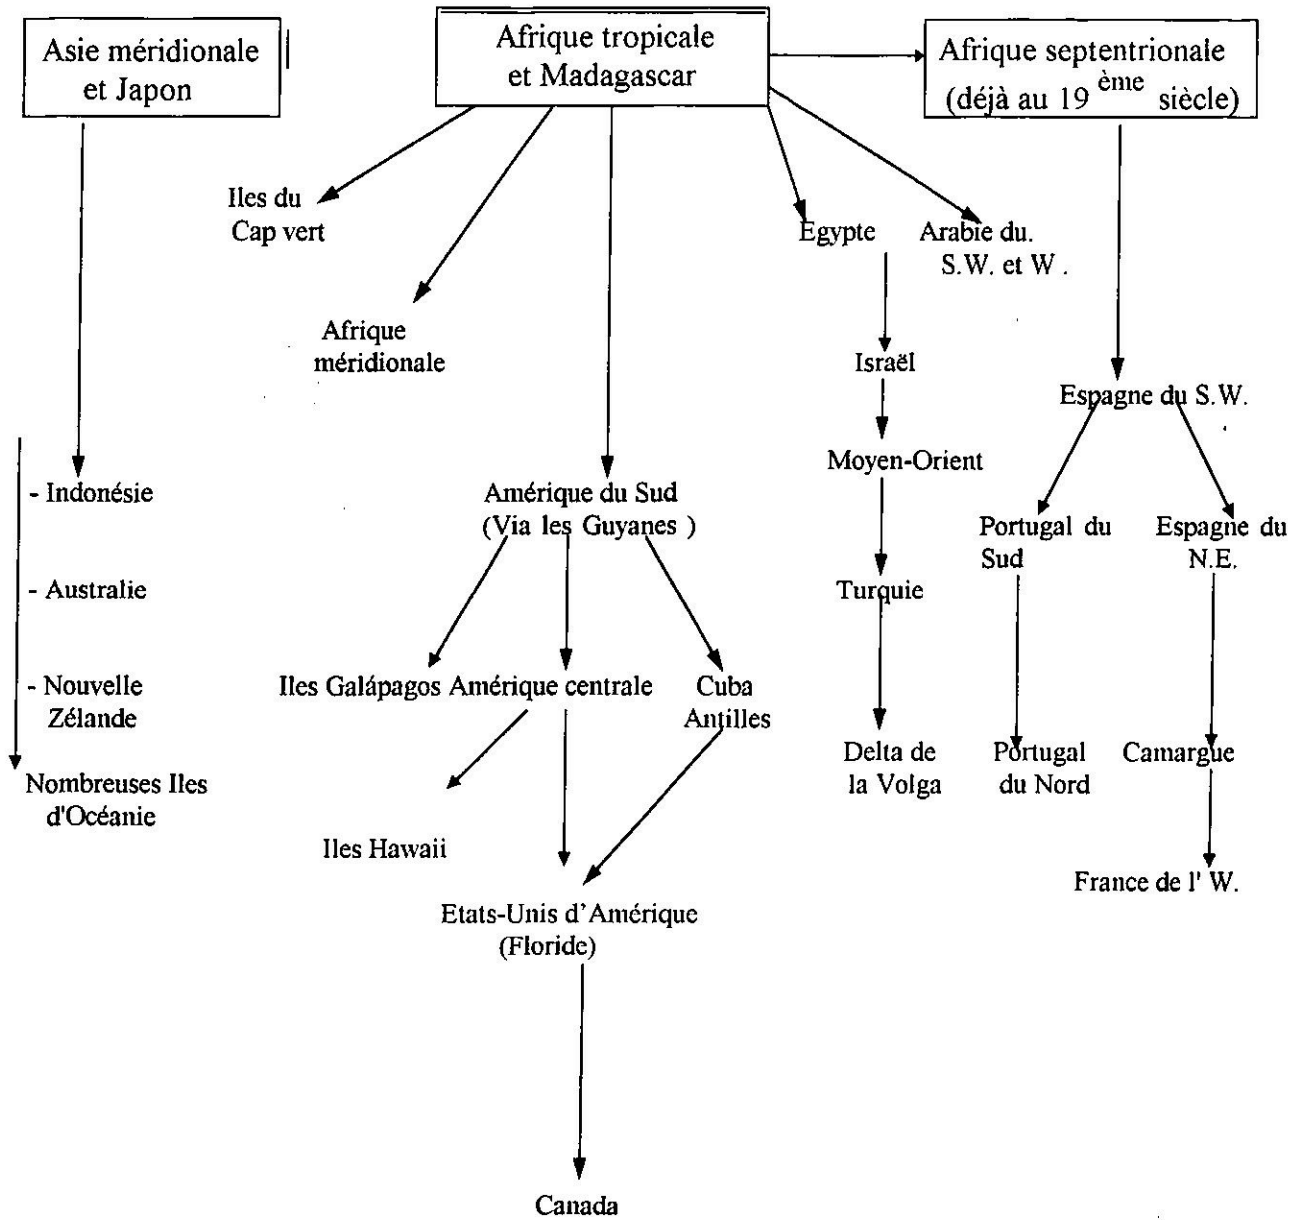 Asie méridionale
et Japon
Afrique tropicale
et Madagascar
Afrique septentrionale
(déjà au 19 ème siècle)
Iles du
Cap vert
Afrique
méridionale
Egypte
Arabie du.
S.W. et W .
Israël
Moyen-Orient
Turquie
Delta de
la Volga
Espagne du S.W.
Portugal du
Sud
Espagne du
N.E.
Portugal
du Nord
Camargue
France de l' W.
- Indonésie
- Australie
- Nouvelle
Zélande
Nombreuses Iles
d'Océanie
Amérique du Sud
(Via les Guyanes )
Iles Galápagos
Amérique centrale
Cuba
Antilles
Iles Hawaii
Etats-Unis d'Amérique
(Floride)
Canada